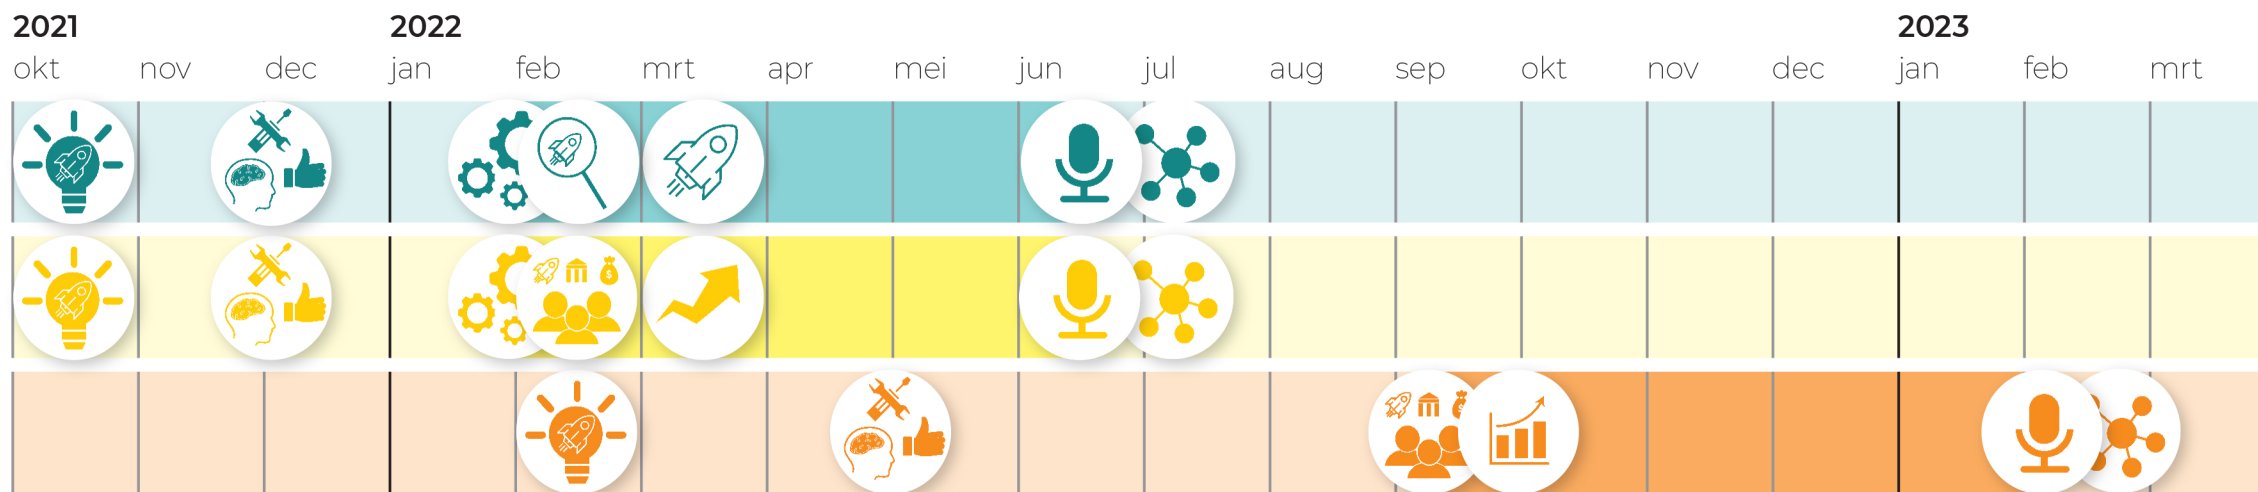 2021 2022 2023
okt nov dec jan feb mrt apr mei jun jul aug sep okt nov dec jan feb mrt